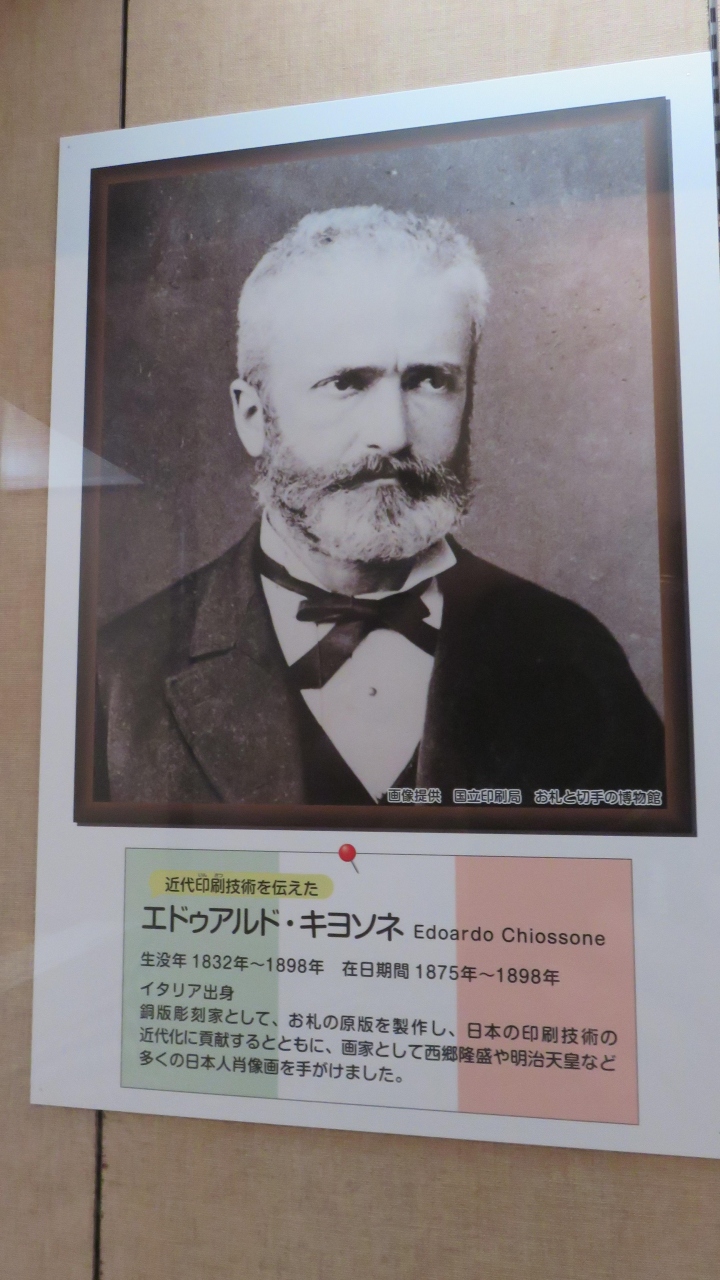 画像提供　国立印刷局　お札と切手の博物館
近代印刷技術を伝えた
エドゥアルド・キヨソネ Edoardo Chiossone
生没年 1832年〜1898年　在日期間 1875年〜1898年
イタリア出身
銅版彫刻家として、お札の原版を製作し、日本の印刷技術の
近代化に貢献するとともに、画家として西郷隆盛や明治天皇など
多くの日本人肖像画を手がけました。